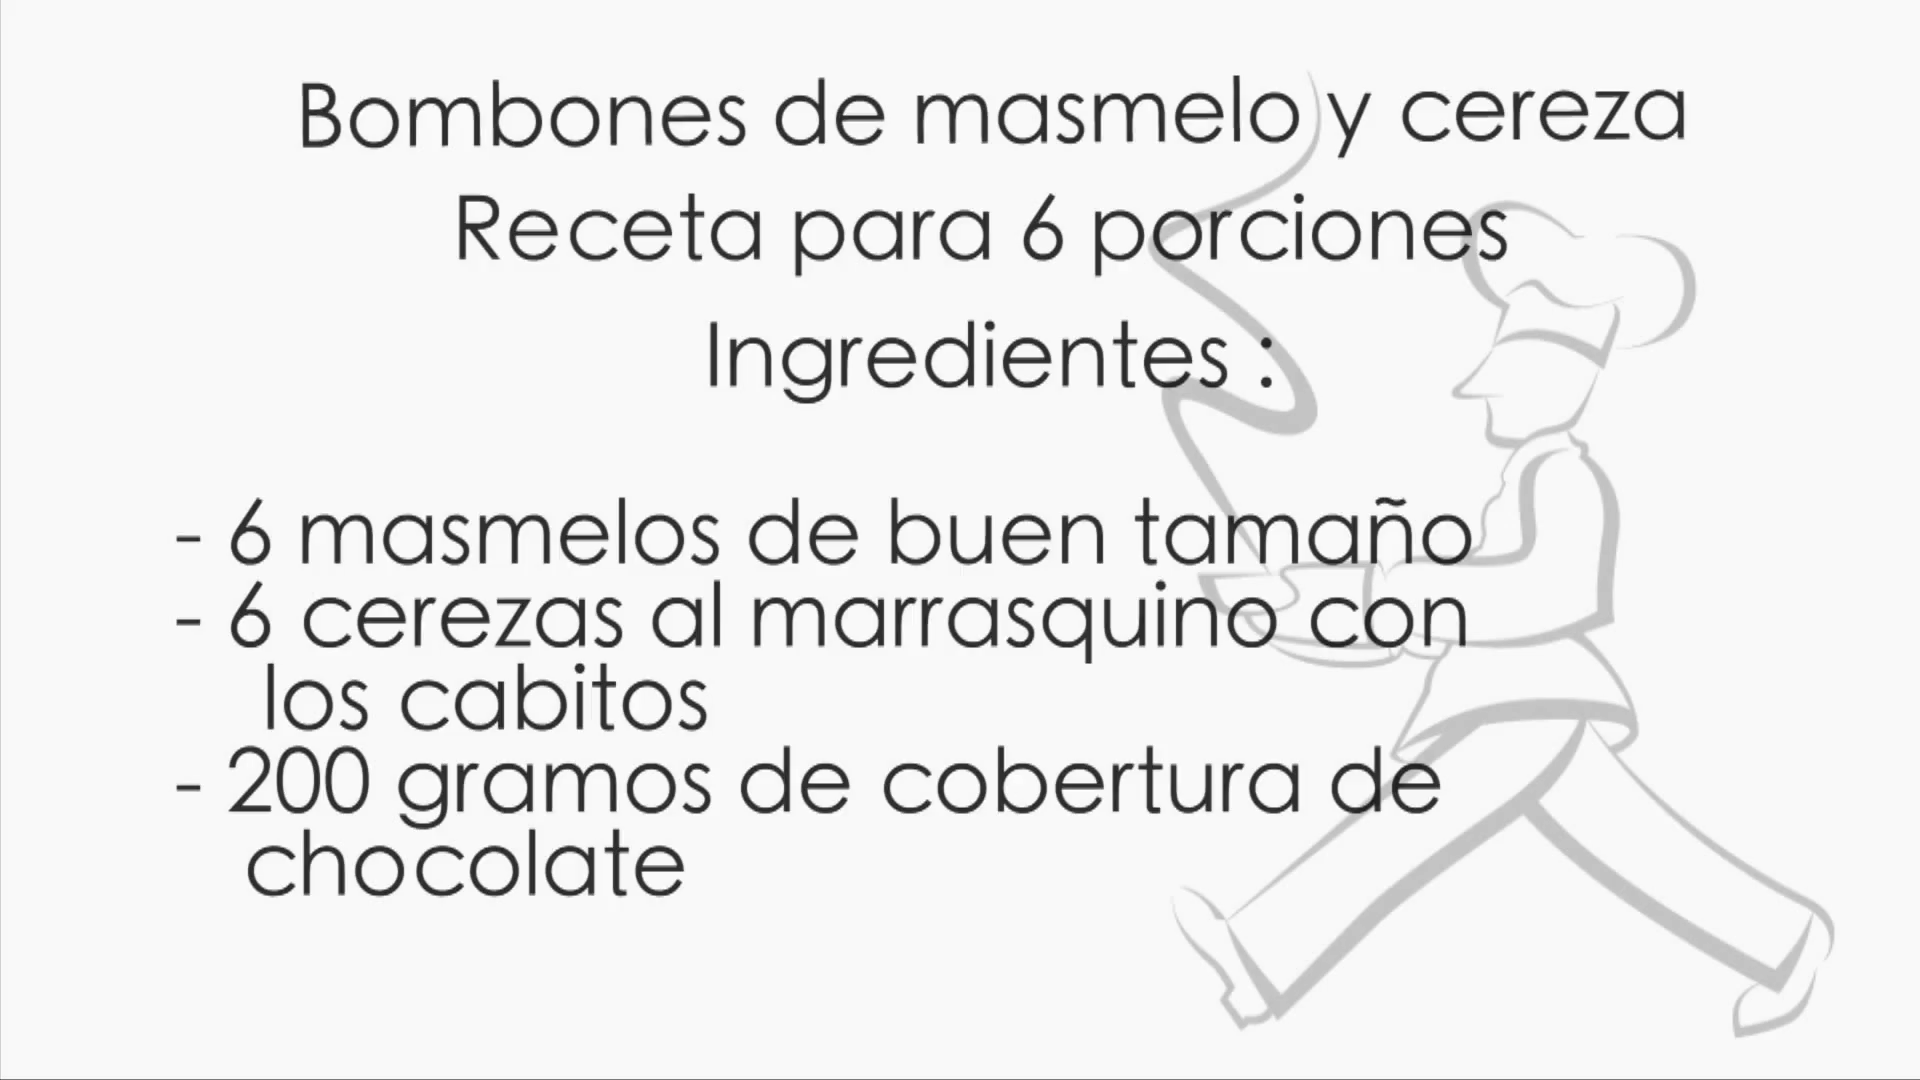 Bombones de masmelo y cereza
Receta para 6 porciones
Ingredientes :
- 6 masmelos de buen tamaño
- 6 cerezas al marrasquino con
los cabitos
- 200 gramos de cobertura de
chocolate